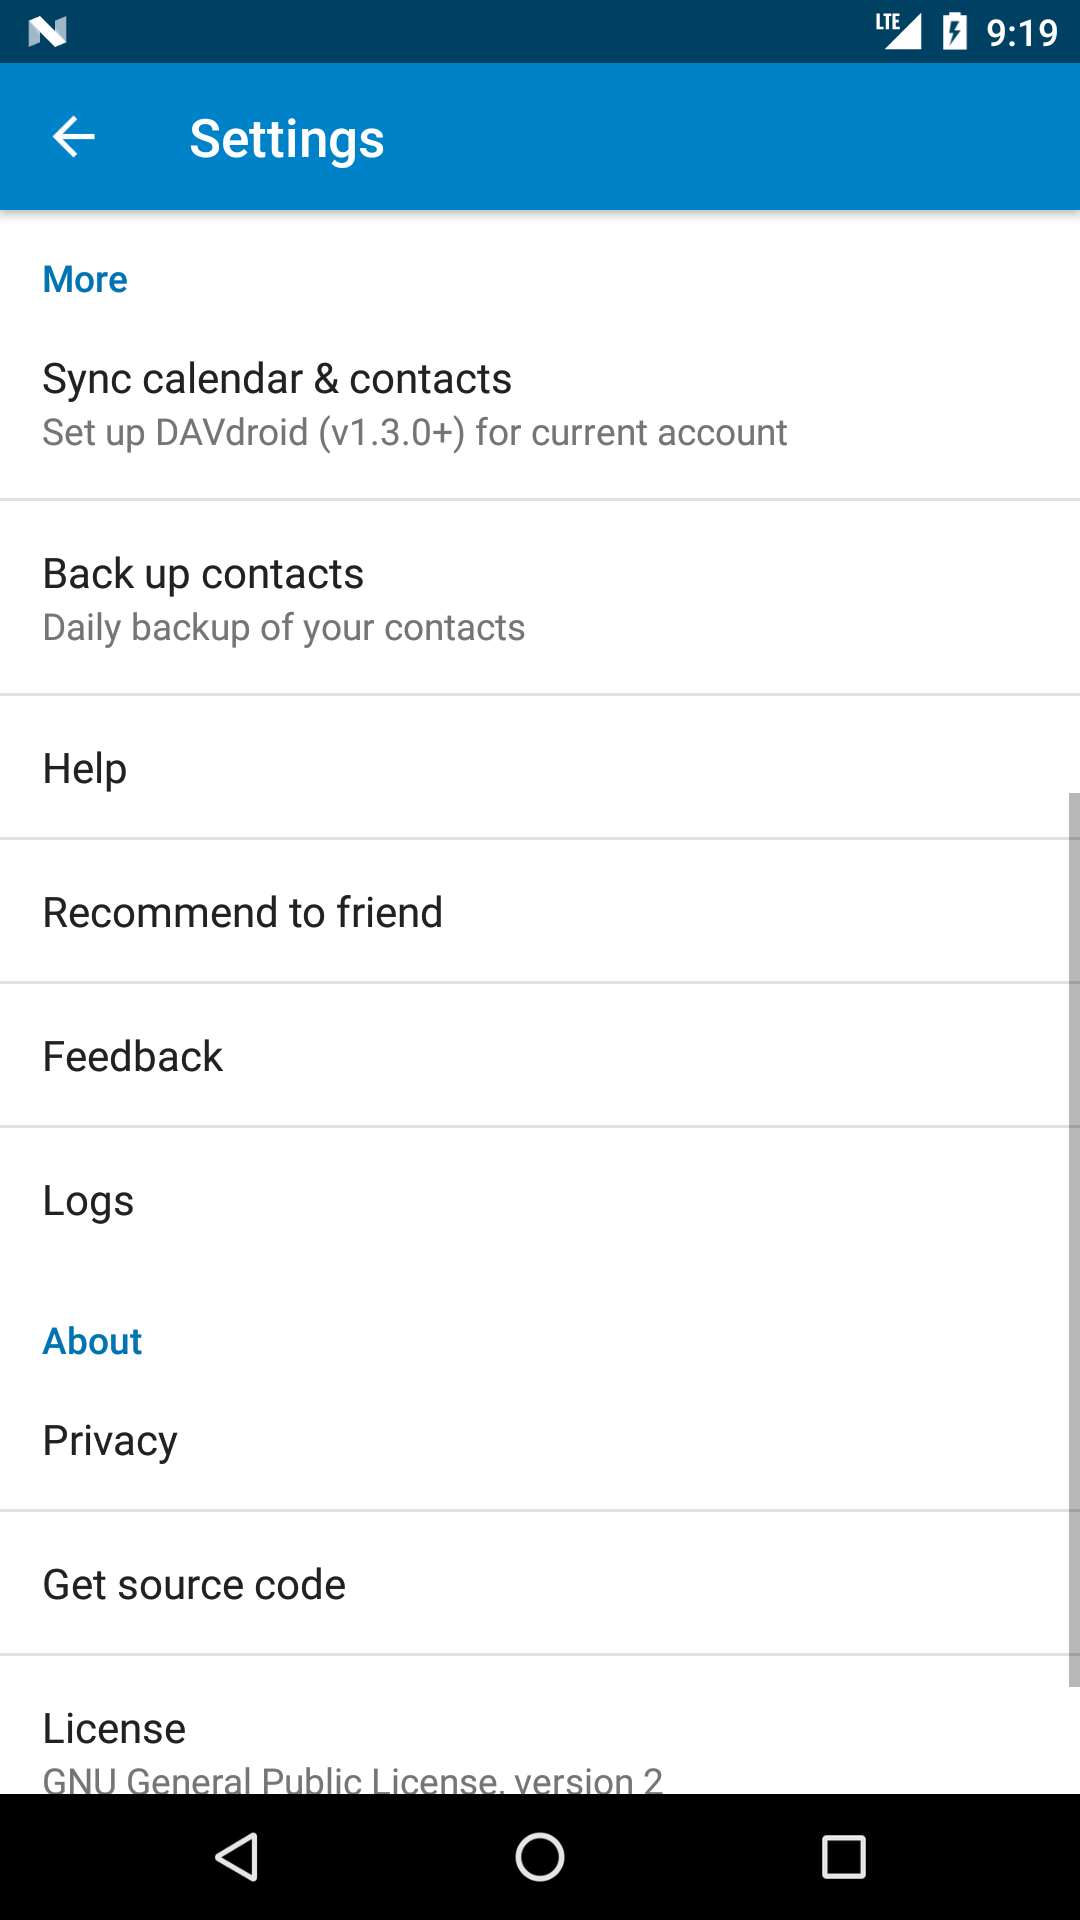 LTE 9:19
Settings
More
Sync calendar & contacts
Set up DAVdroid (v1.3.0+) for current account
Back up contacts
Daily backup of your contacts
Help
Recommend to friend
Feedback
Logs
About
Privacy
Get source code
License
GNU General Public License, version 2